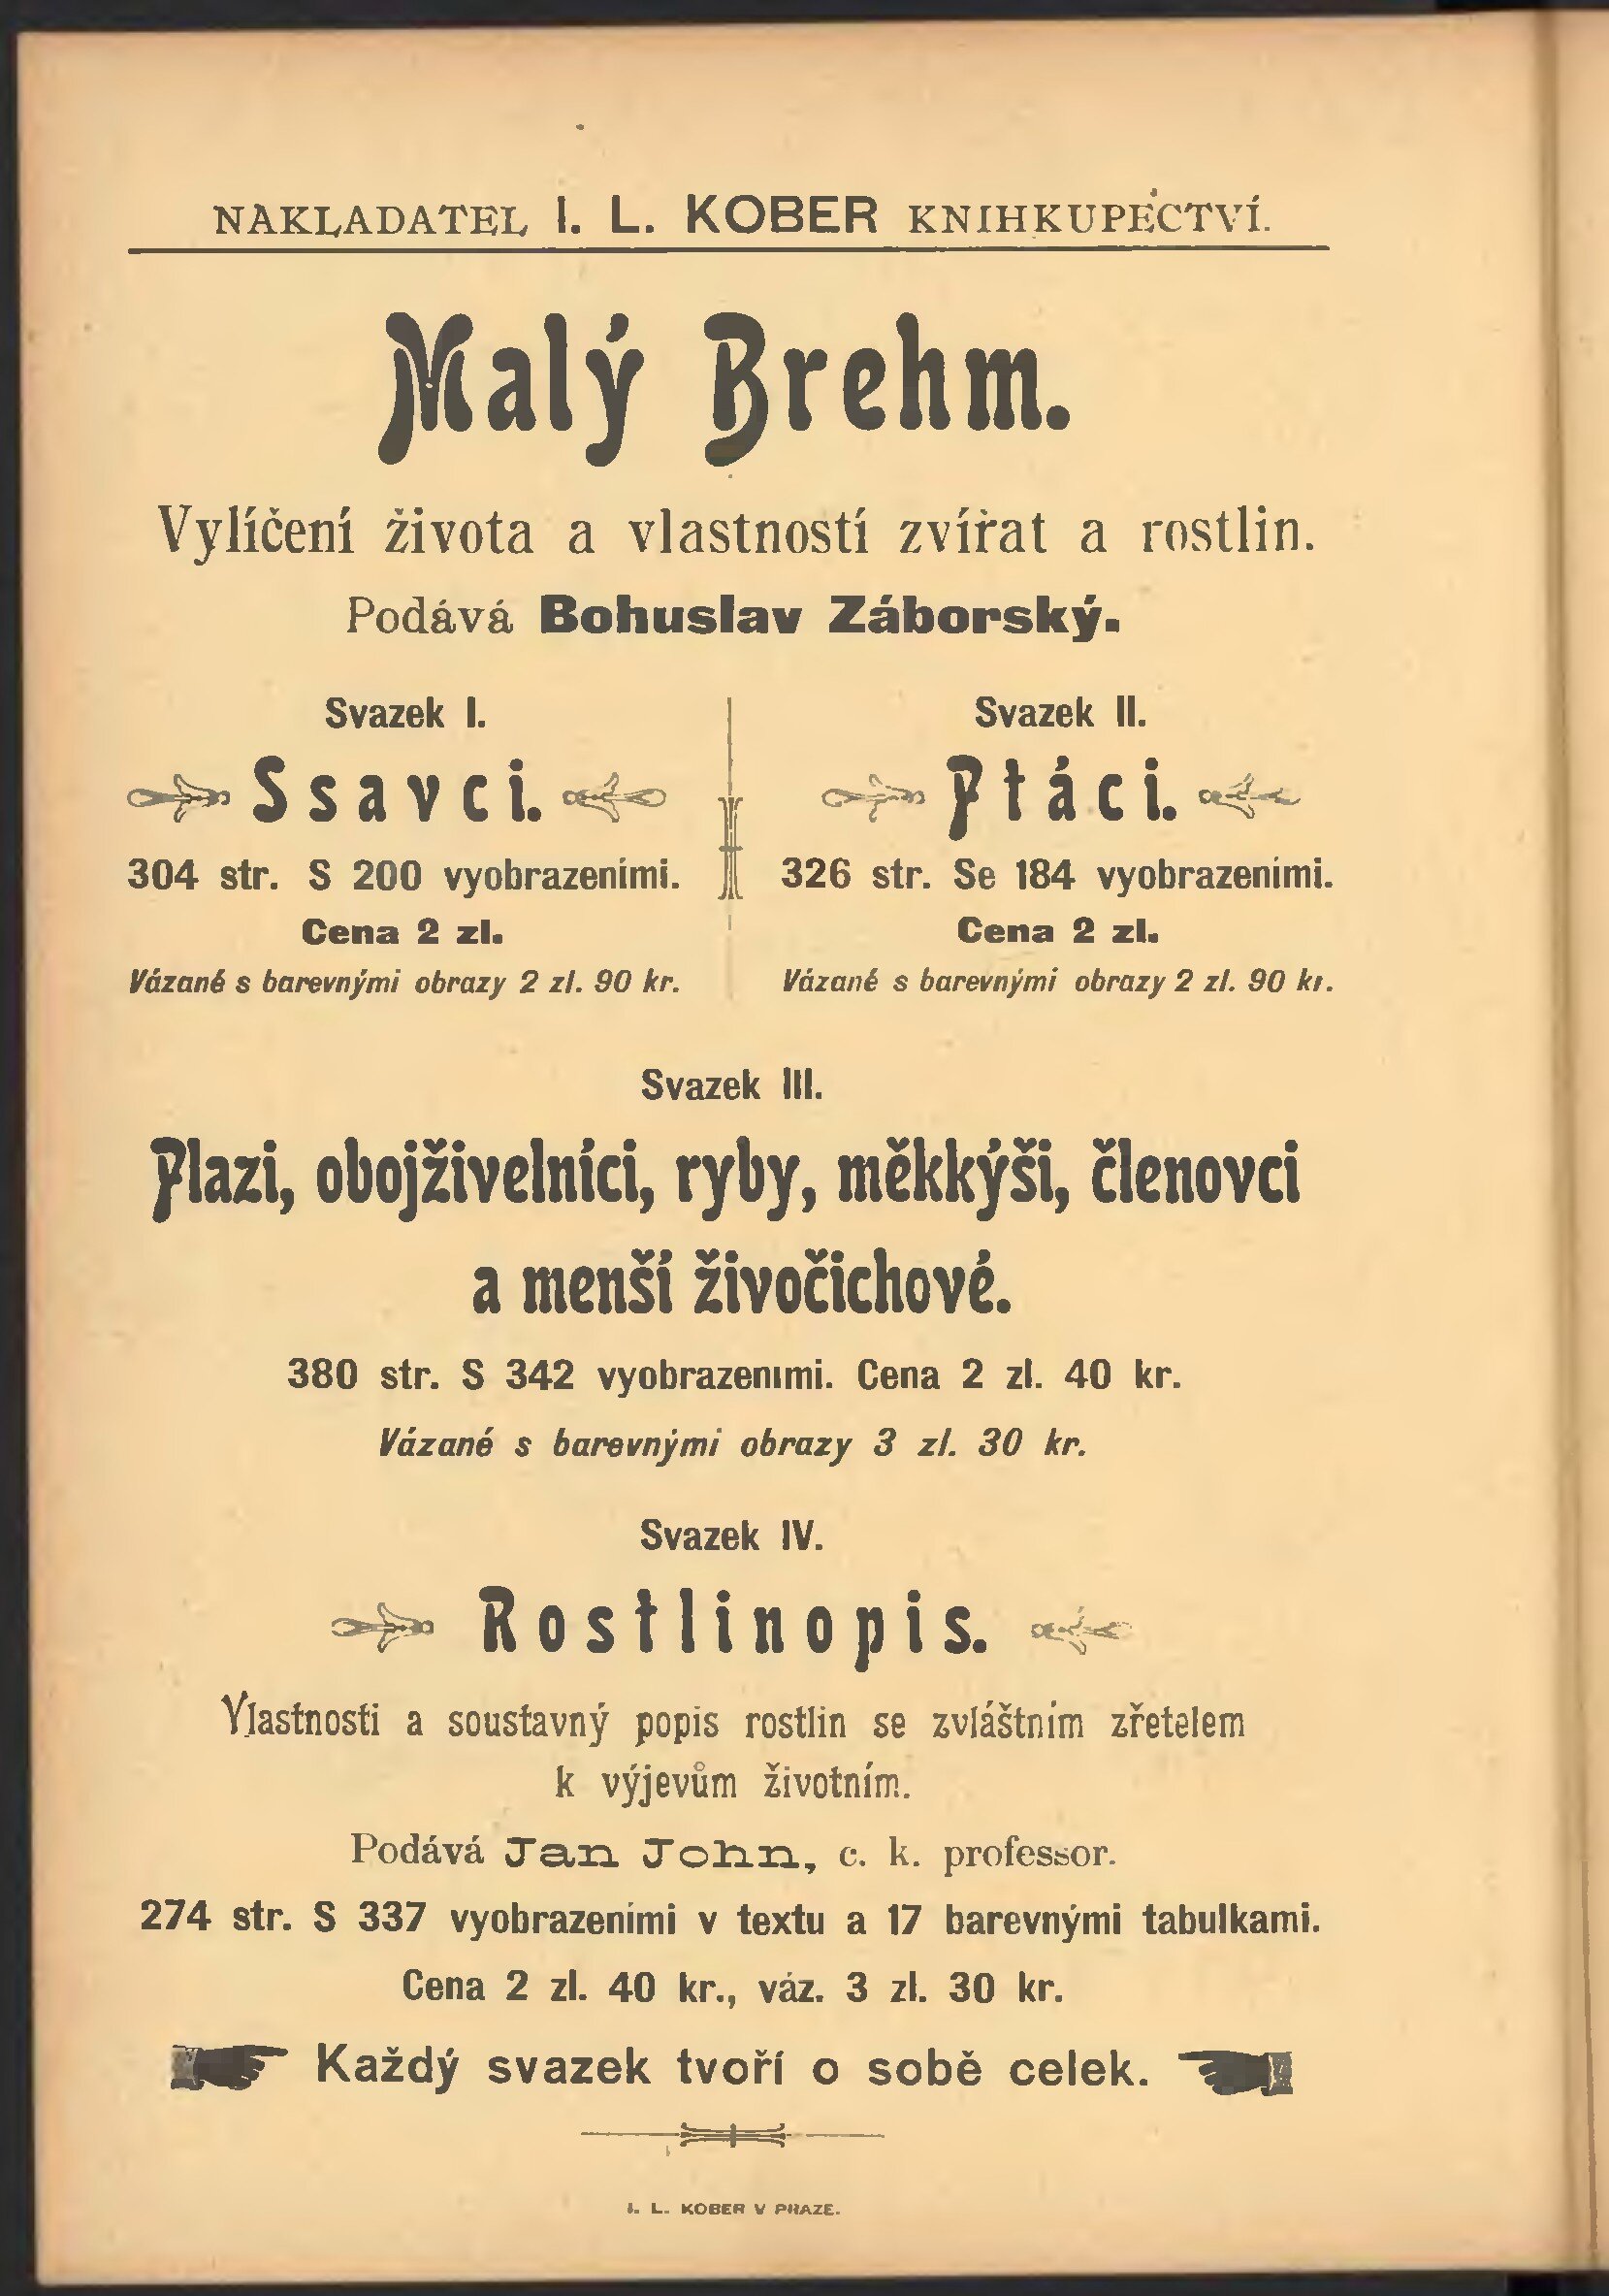 NAKLADATEL I. L. KOBER KNIHKUPECTVÍ.
Malý Brehm.
Vylíčení života a vlastností zvířat a rostlin.
Podává Bohuslav Záborský.
Svazek I.
Ssavci.
304 str. S 200 vyobrazeními.
Cena 2 zl.
Vázané s barevnými obrazy 2 zl. 90 kr.
Svazek II.
Ptáci.
326 str. Se 184 vyobrazeními.
Cena 2 zl.
Vázané s barevnými obrazy 2 zl. 90 kr.
Svazek III.
Plazi, obojživelníci, ryby, měkkýši, členovci
a menší živočichové.
380 str. S 342 vyobrazeními. Cena 2 zl. 40 kr.
Vázané s barevnými obrazy 3 zl. 30 kr.
Svazek IV.
Rostlinopis.
Vlastnosti a soustavný popis rostlin se zvláštním zřetelem
k výjevům životním.
Podává Jan John, c. k. professor.
274 str. S 337 vyobrazeními v textu a 17 barevnými tabulkami.
Cena 2 zl. 40 kr., váz. 3 zl. 30 kr.
Každý svazek tvoří o sobě celek.
I. L. KOBER V PRAZE.